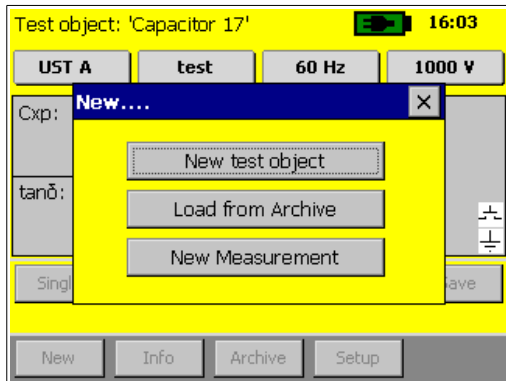 Test object: 'Capacitor 17' 16:03
UST A test 60 Hz 1000 V
Cxp:
New....
New test object
tanδ:
Load from Archive
New Measurement
Singl ave
New Info Archive Setup